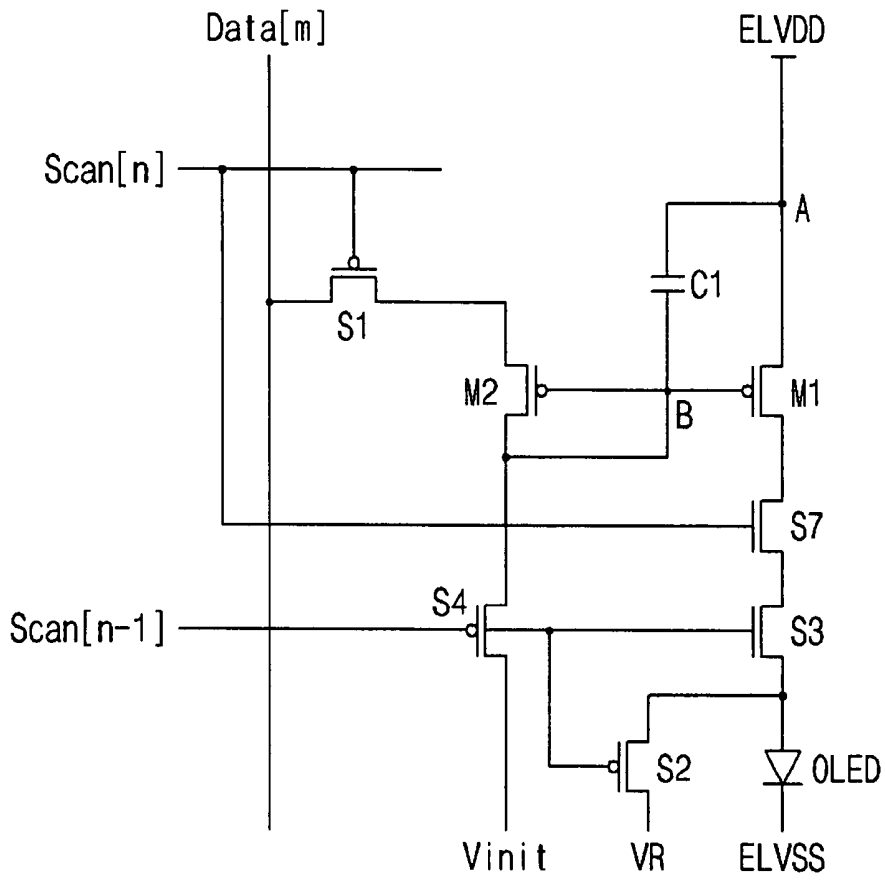 Data[m]
ELVDD
Scan[n]
A
C1
S1
M2
B
M1
S7
S4
Scan[n-1]
S3
S2
OLED
Vinit
VR
ELVSS